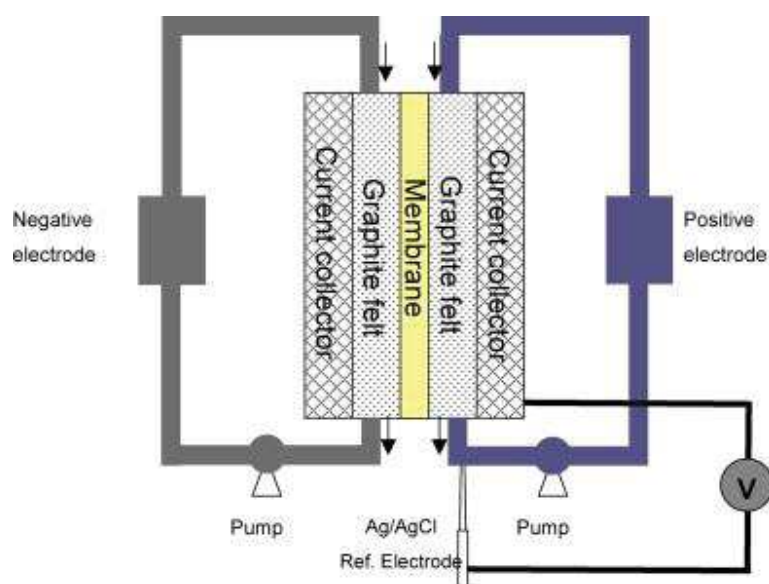 Negative
electrode
Current collector
Graphite felt
Membrane
Graphite felt
Current collector
Positive
electrode
Pump
Ag/AgCl
Ref. Electrode
Pump
V